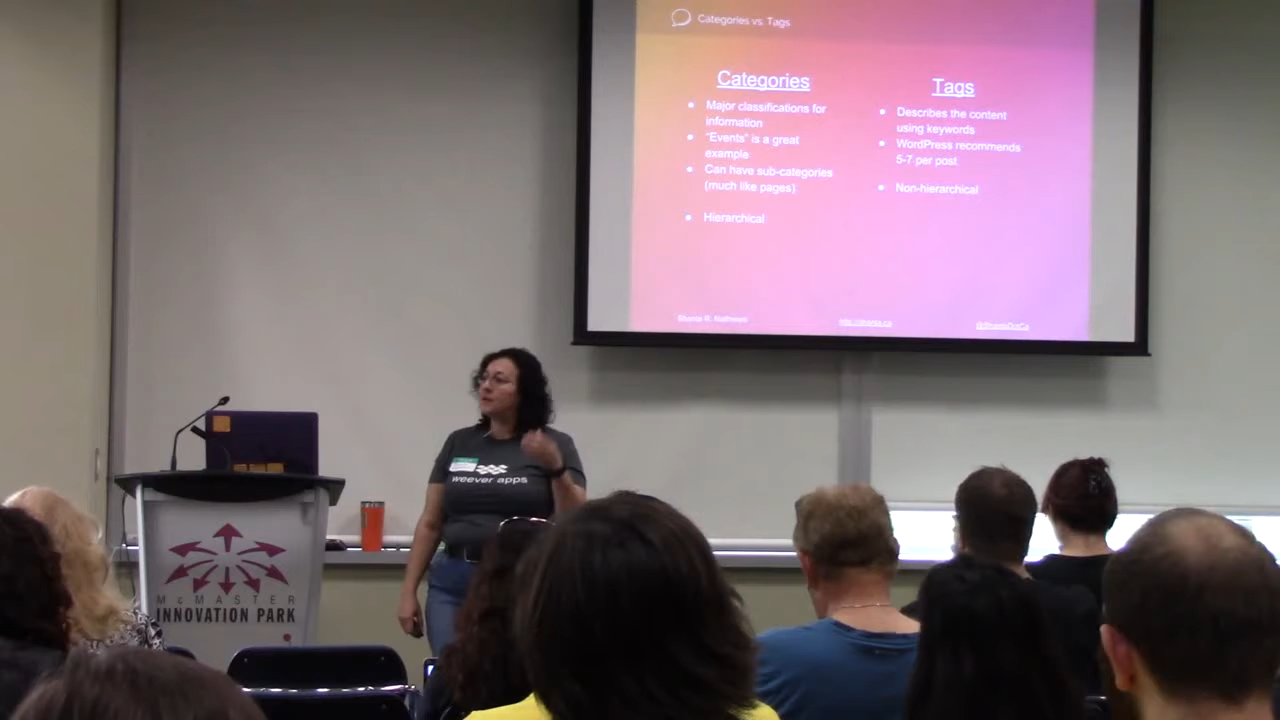 Categories vs. Tags
Categories
● Major classifications for
information
● "Events" is a great
example
● Can have sub-categories
(much like pages)
● Hierarchical
Tags
● Describes the content
using keywords
● WordPress recommends
5-7 per post.
● Non-hierarchical
weever apps
McMASTER
INNOVATION PARK